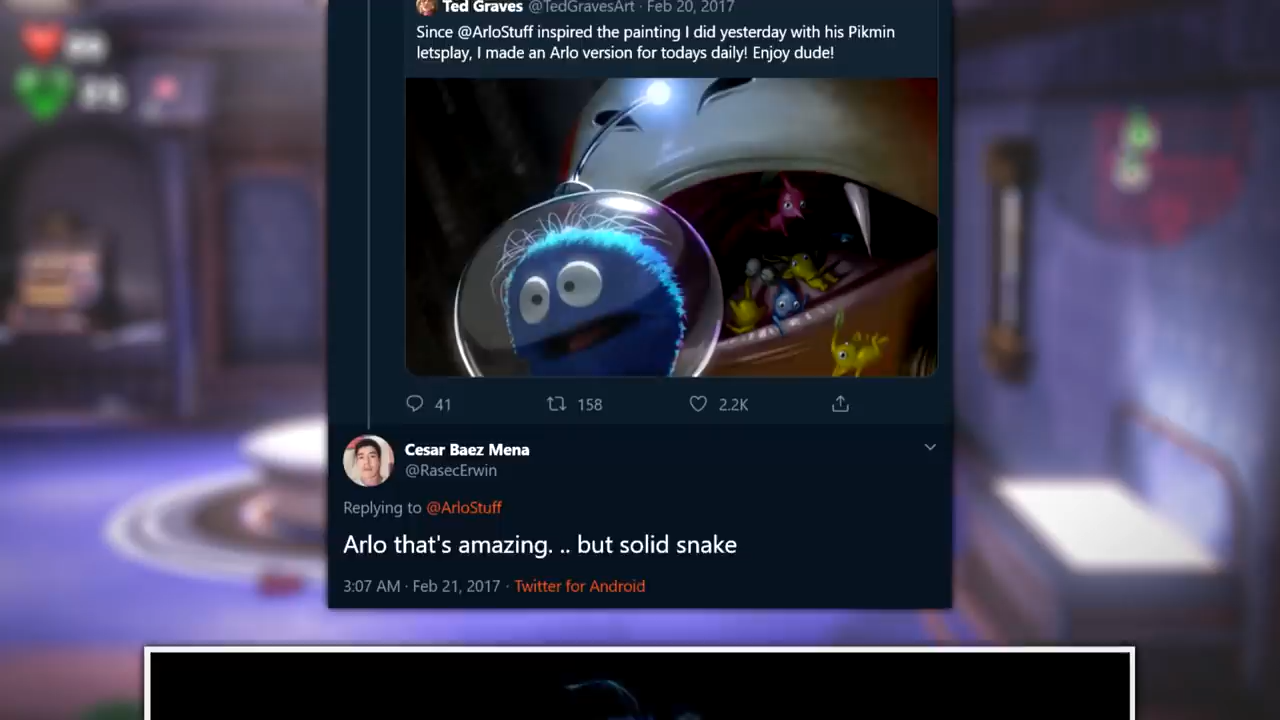 Ted Graves @TedGravesArt · Feb 20, 2017
Since @ArloStuff inspired the painting I did yesterday with his Pikmin
letsplay, I made an Arlo version for todays daily! Enjoy dude!
41 158 2.2K
Cesar Baez Mena
@RasecErwin
Replying to @ArloStuff
Arlo that's amazing. .. but solid snake
3:07 AM · Feb 21, 2017 · Twitter for Android